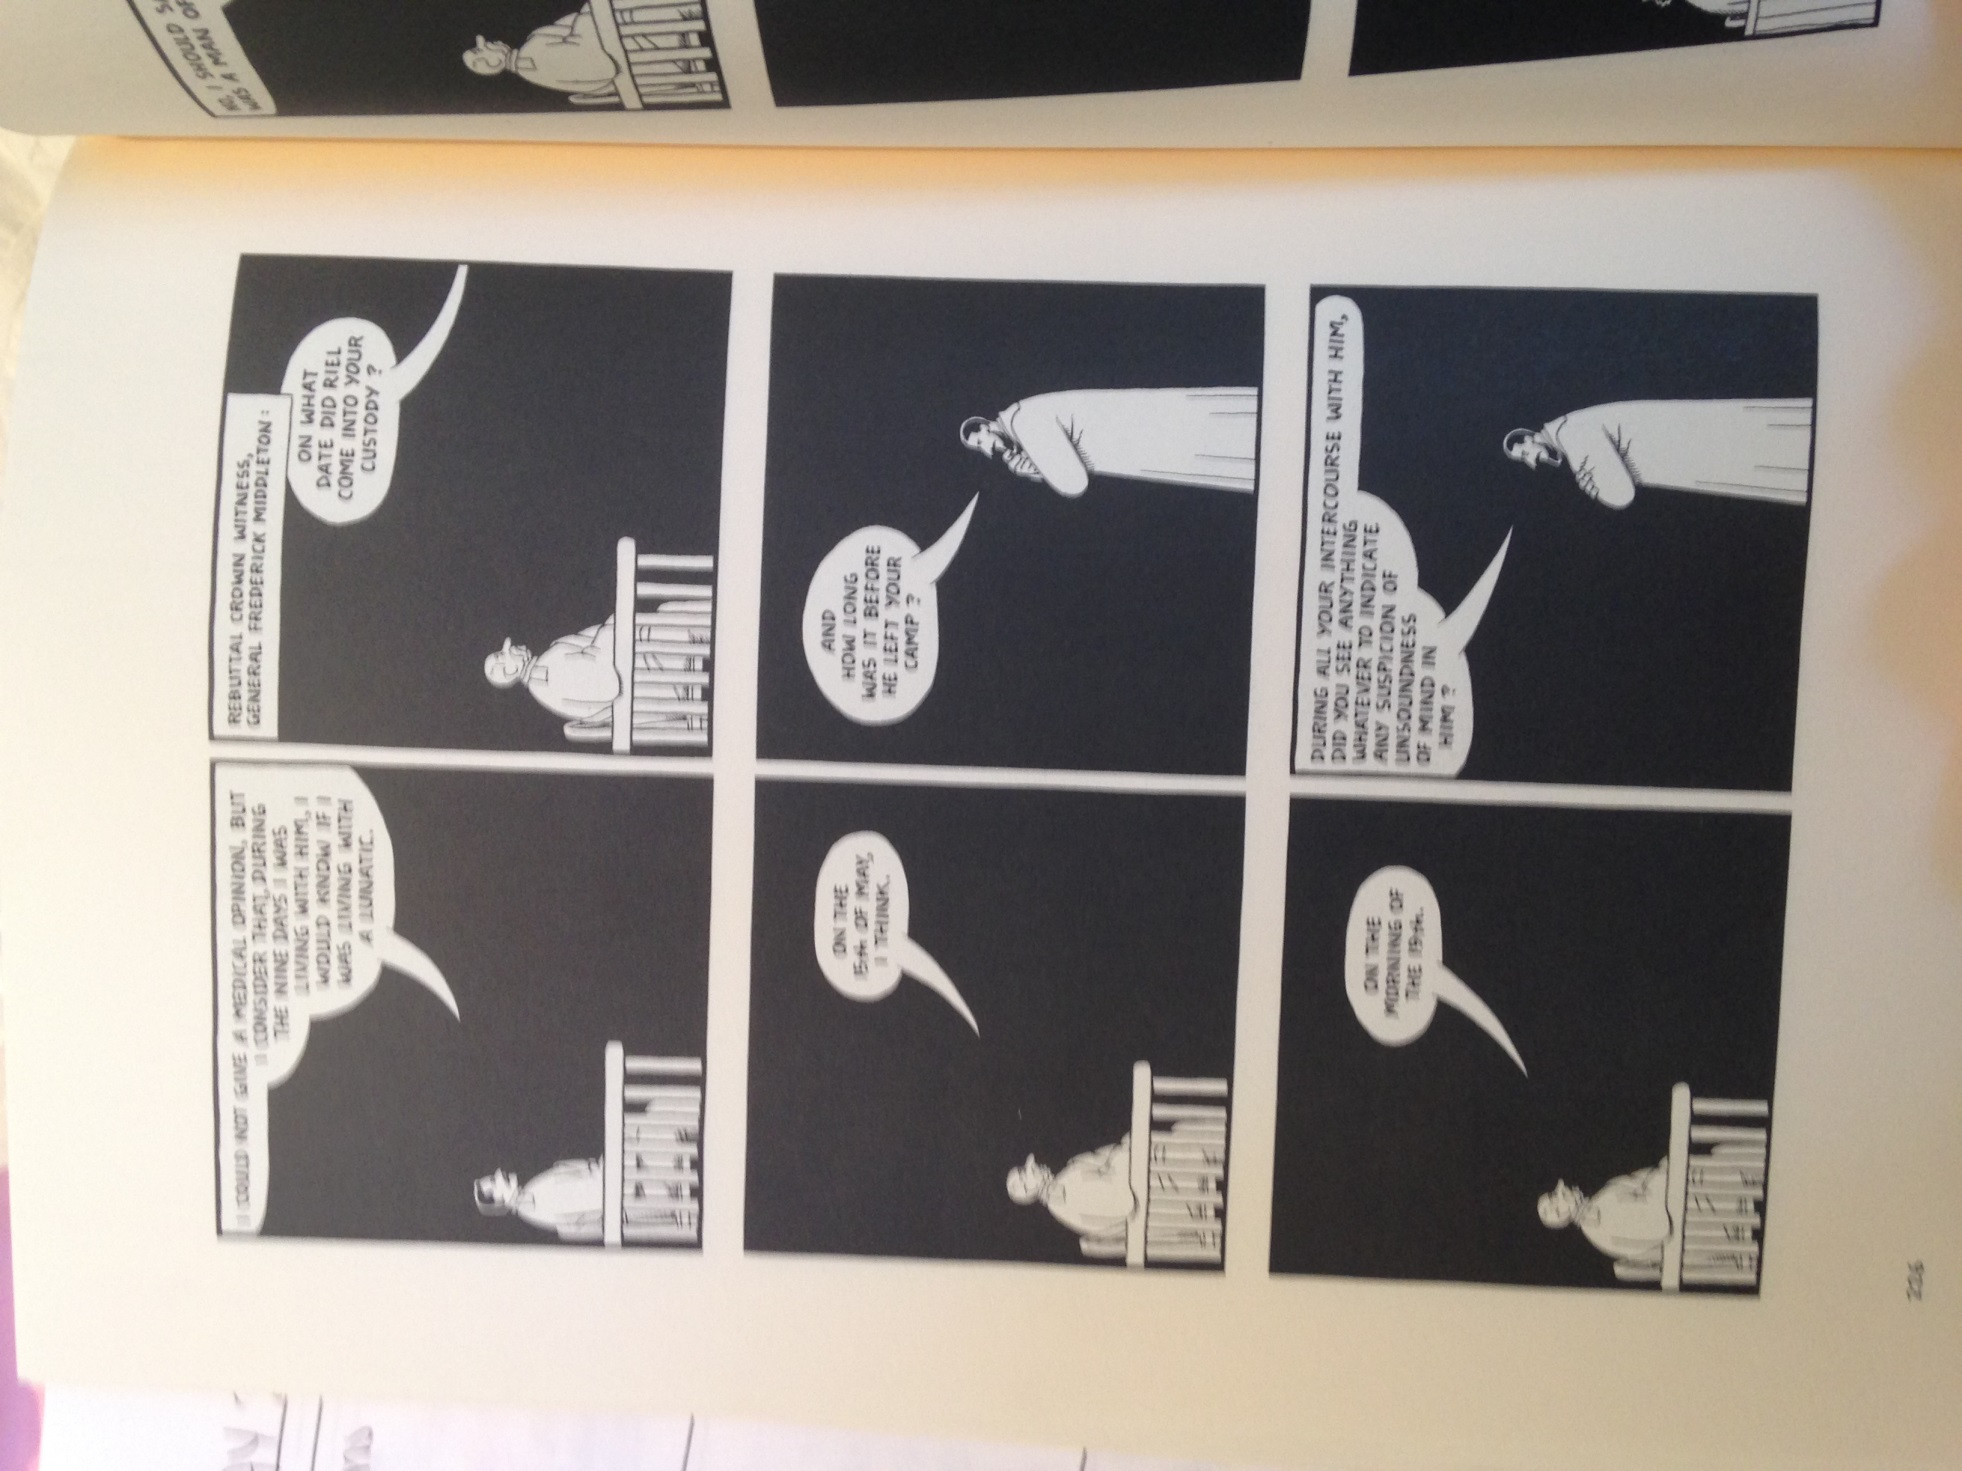 I COULD NOT GIVE A MEDICAL OPINION, BUT
I CONSIDER THAT, DURING
THE NINE DAYS I WAS
LIVING WITH HIM, I
WOULD KNOW IF I
WAS LIVING WITH
A LUNATIC.
REBUTTAL CROWN WITNESS,
GENERAL FREDERICK MIDDLETON:
ON WHAT
DATE DID RIEL
COME INTO YOUR
CUSTODY?
ON THE
15th OF MAY,
I THINK.
AND
HOW LONG
WAS IT BEFORE
HE LEFT YOUR
CAMP?
ON THE
MORNING OF
THE 19th.
DURING ALL YOUR INTERCOURSE WITH HIM,
DID YOU SEE ANYTHING
WHATEVER TO INDICATE
ANY SUSPICION OF
UNSOUNDNESS
OF MIND IN
HIM?
226
NO, I SHOULD
WAS A MAN OF